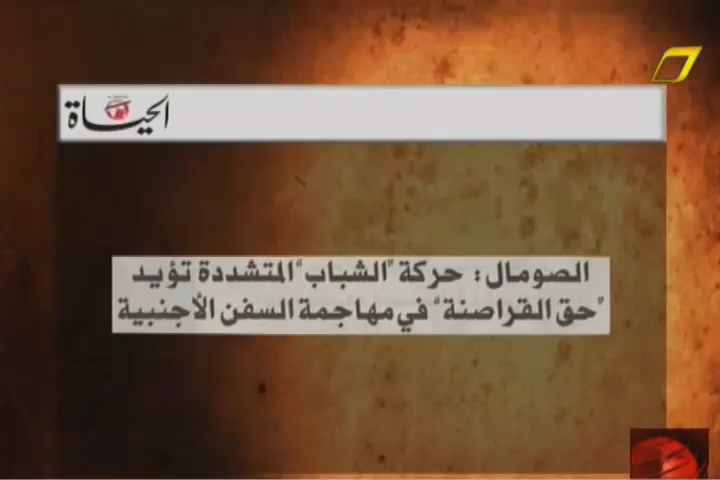 الحياة
الصومال: حركة "الشباب" المتشددة تؤيد
"حق القراصنة" في مهاجمة السفن الأجنبية